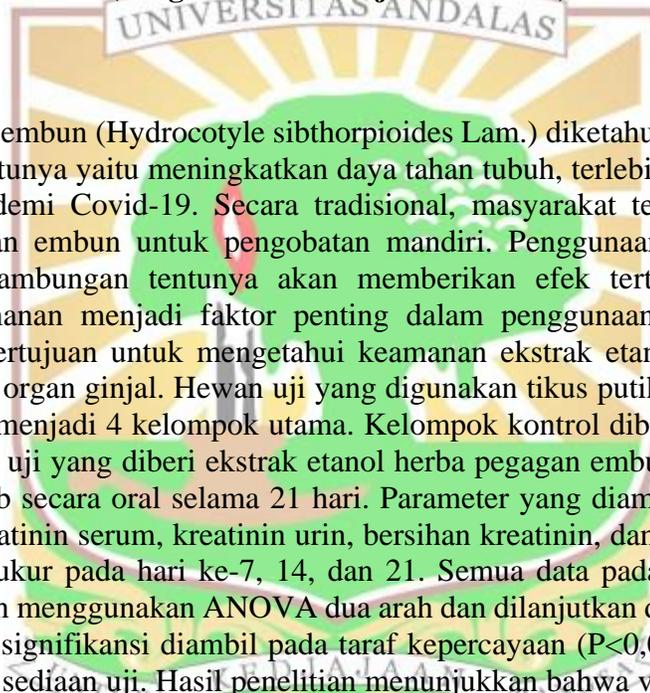 UNIVERSITAS ANDALAS
embun (Hydrocotyle sibthorpioides Lam.) diketahu
tunya yaitu meningkatkan daya tahan tubuh, terlebi
demi Covid-19. Secara tradisional, masyarakat te
an embun untuk pengobatan mandiri. Penggunaa
ambungan tentunya akan memberikan efek tert
manan menjadi faktor penting dalam penggunaan
ertujuan untuk mengetahui keamanan ekstrak etan
organ ginjal. Hewan uji yang digunakan tikus putih
menjadi 4 kelompok utama. Kelompok kontrol dib
uji yang diberi ekstrak etanol herba pegagan embu
b secara oral selama 21 hari. Parameter yang diam
atinin serum, kreatinin urin, bersihan kreatinin, dan
ukur pada hari ke-7, 14, dan 21. Semua data pada
n menggunakan ANOVA dua arah dan dilanjutkan d
signifikansi diambil pada taraf kepercayaan (P<0,0
sediaan uji. Hasil penelitian menunjukkan bahwa v
KEDJAJAAN